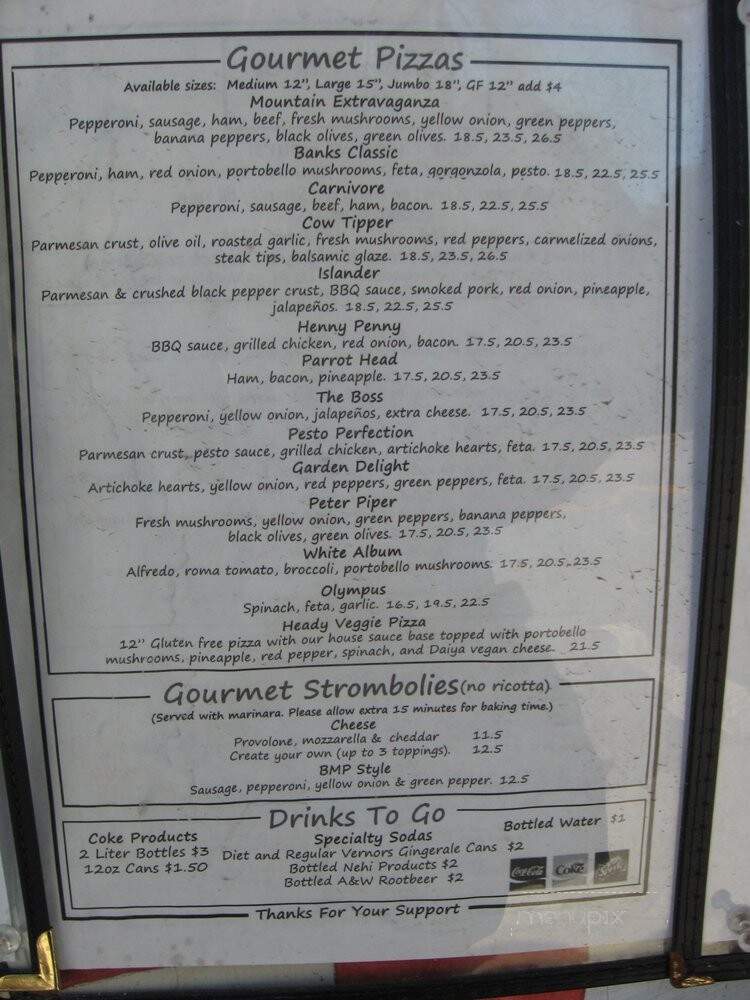 Gourmet Pizzas
Available sizes: Medium 12", Large 15", Jumbo 18", GF 12" add $4
Mountain Extravaganza
Pepperoni, sausage, ham, beef, fresh mushrooms, yellow onion, green peppers,
banana peppers, black olives, green olives. 18.5, 23.5, 26.5
Banks Classic
Pepperoni, ham, red onion, portobello mushrooms, feta, gorgonzola, pesto. 18.5, 22.5, 25.5
Carnivore
Pepperoni, sausage, beef, ham, bacon. 18.5, 22.5, 25.5
Cow Tipper
Parmesan crust, olive oil, roasted garlic, fresh mushrooms, red peppers, carmelized onions,
steak tips, balsamic glaze. 18.5, 23.5, 26.5
Islander
Parmesan & crushed black pepper crust, BBQ sauce, smoked pork, red onion, pineapple,
jalapeños. 18.5, 22.5, 25.5
Henny Penny
BBQ sauce, grilled chicken, red onion, bacon. 17.5, 20.5, 23.5
Parrot Head
Ham, bacon, pineapple. 17.5, 20.5, 23.5
The Boss
Pepperoni, yellow onion, jalapeños, extra cheese. 17.5, 20.5, 23.5
Pesto Perfection
Parmesan crust, pesto sauce, grilled chicken, artichoke hearts, feta. 17.5, 20.5, 23.5
Garden Delight
Artichoke hearts, yellow onion, red peppers, green peppers, feta. 17.5, 20.5, 23.5
Peter Piper
Fresh mushrooms, yellow onion, green peppers, banana peppers,
black olives, green olives. 17.5, 20.5, 23.5
White Album
Alfredo, roma tomato, broccoli, portobello mushrooms. 17.5, 20.5, 23.5
Olympus
Spinach, feta, garlic. 16.5, 19.5, 22.5
Heady Veggie Pizza
12" Gluten free pizza with our house sauce base topped with portobello
mushrooms, pineapple, red pepper, spinach, and Daiya vegan cheese. 21.5
Gourmet Strombolies (no ricotta)
(Served with marinara. Please allow extra 15 minutes for baking time.)
Cheese
Provolone, mozzarella & cheddar 11.5
Create your own (up to 3 toppings). 12.5
BMP Style
Sausage, pepperoni, yellow onion & green pepper. 12.5
Drinks To Go
Coke Products
2 Liter Bottles $3
12oz Cans $1.50
Specialty Sodas
Diet and Regular Vernors Gingerale Cans $2
Bottled Nehi Products $2
Bottled A&W Rootbeer $2
Bottled Water $1
Coca-Cola Coke Sprite
Thanks For Your Support
menupix